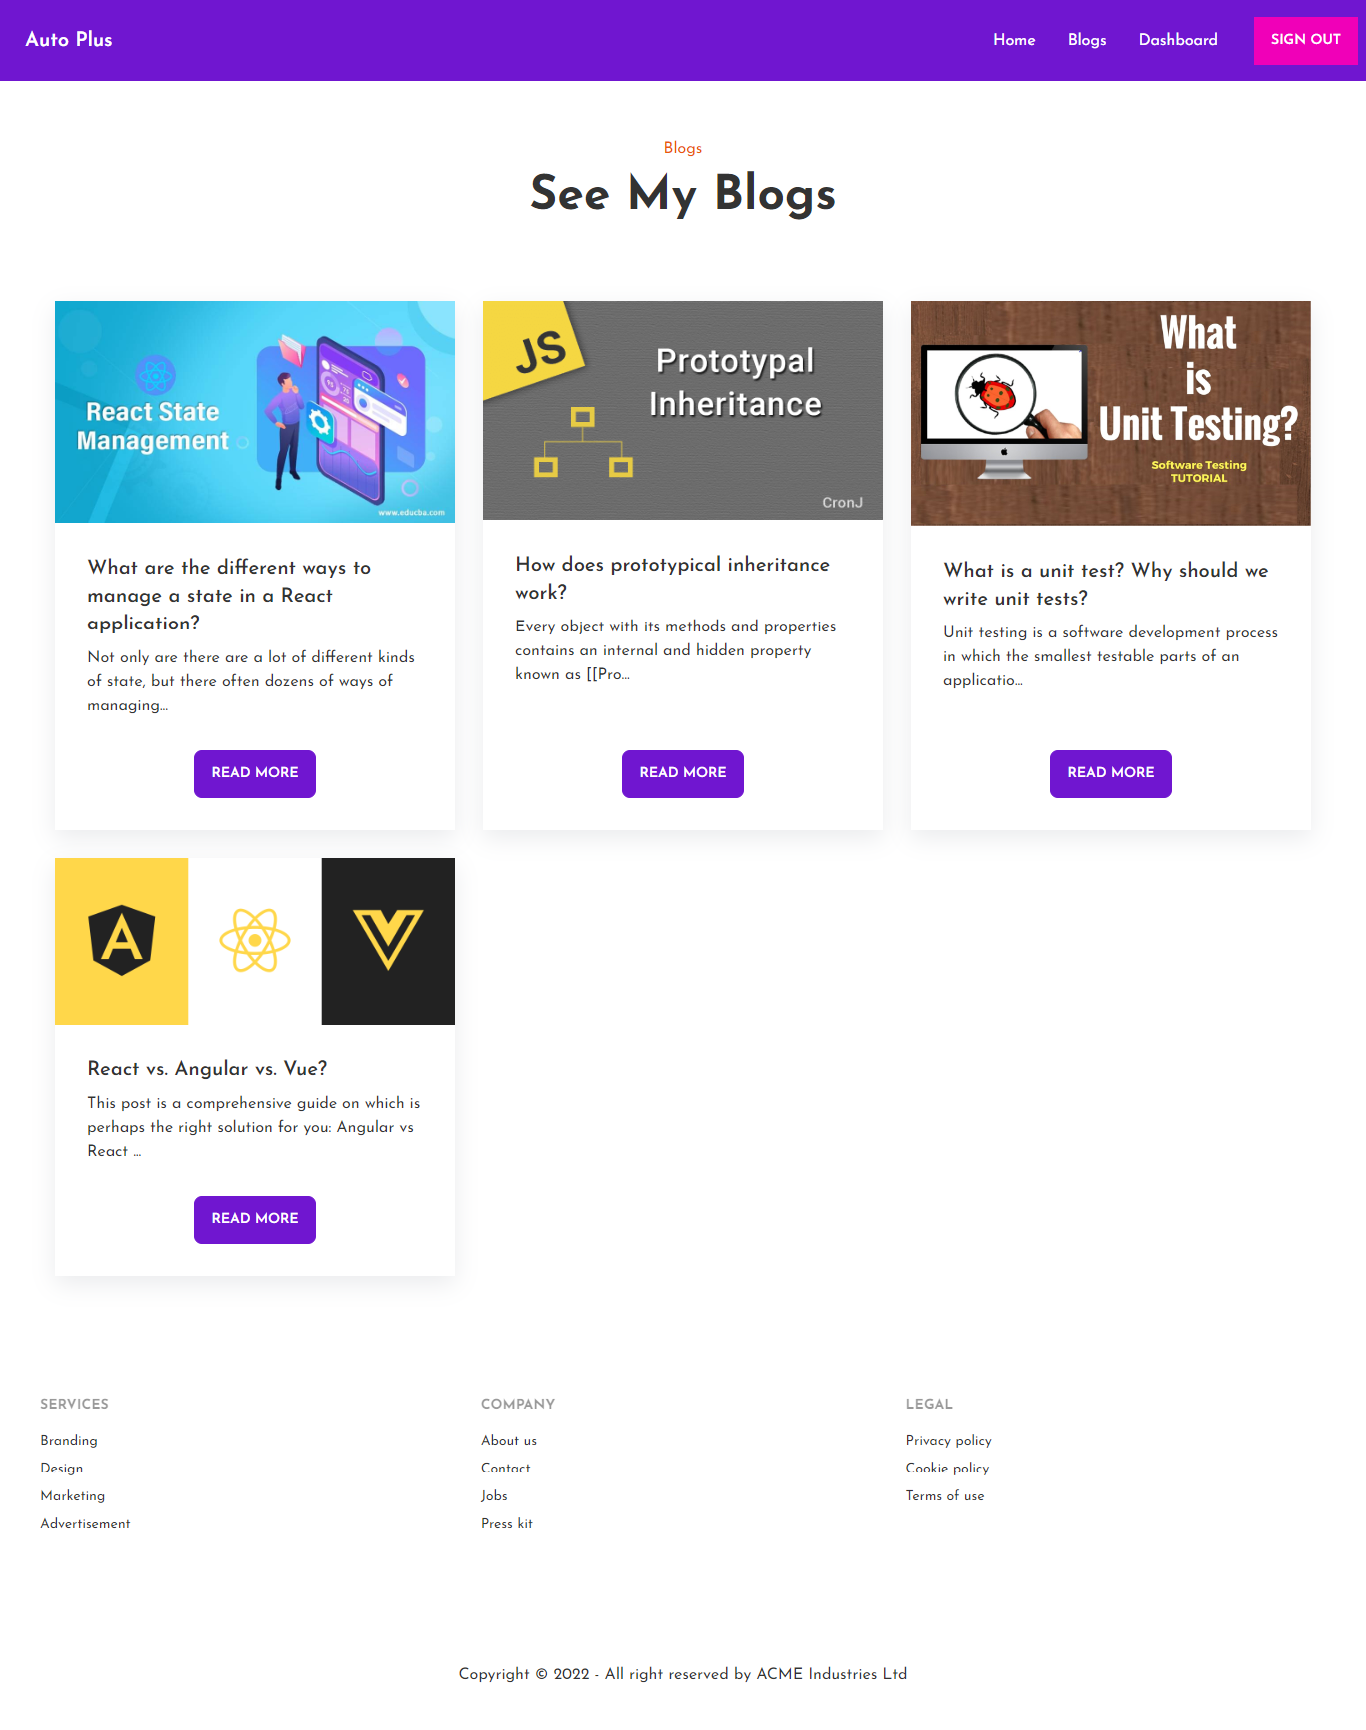 Auto Plus
Home
Blogs
Dashboard
SIGN OUT
Blogs
See My Blogs
React State
Management
www.educba.com
JS
Prototypal
Inheritance
CronJ
What
is
Unit Testing?
Software Testing
TUTORIAL
What are the different ways to
manage a state in a React
application?
Not only are there are a lot of different kinds
of state, but there often dozens of ways of
managing...
READ MORE
How does prototypical inheritance
work?
Every object with its methods and properties
contains an internal and hidden property
known as [[Pro...
READ MORE
What is a unit test? Why should we
write unit tests?
Unit testing is a software development process
in which the smallest testable parts of an
applicatio...
READ MORE
A
React vs. Angular vs. Vue?
This post is a comprehensive guide on which is
perhaps the right solution for you: Angular vs
React ...
READ MORE
SERVICES
Branding
Design
Marketing
Advertisement
COMPANY
About us
Contact
Jobs
Press kit
LEGAL
Privacy policy
Cookie policy
Terms of use
Copyright © 2022 - All right reserved by ACME Industries Ltd